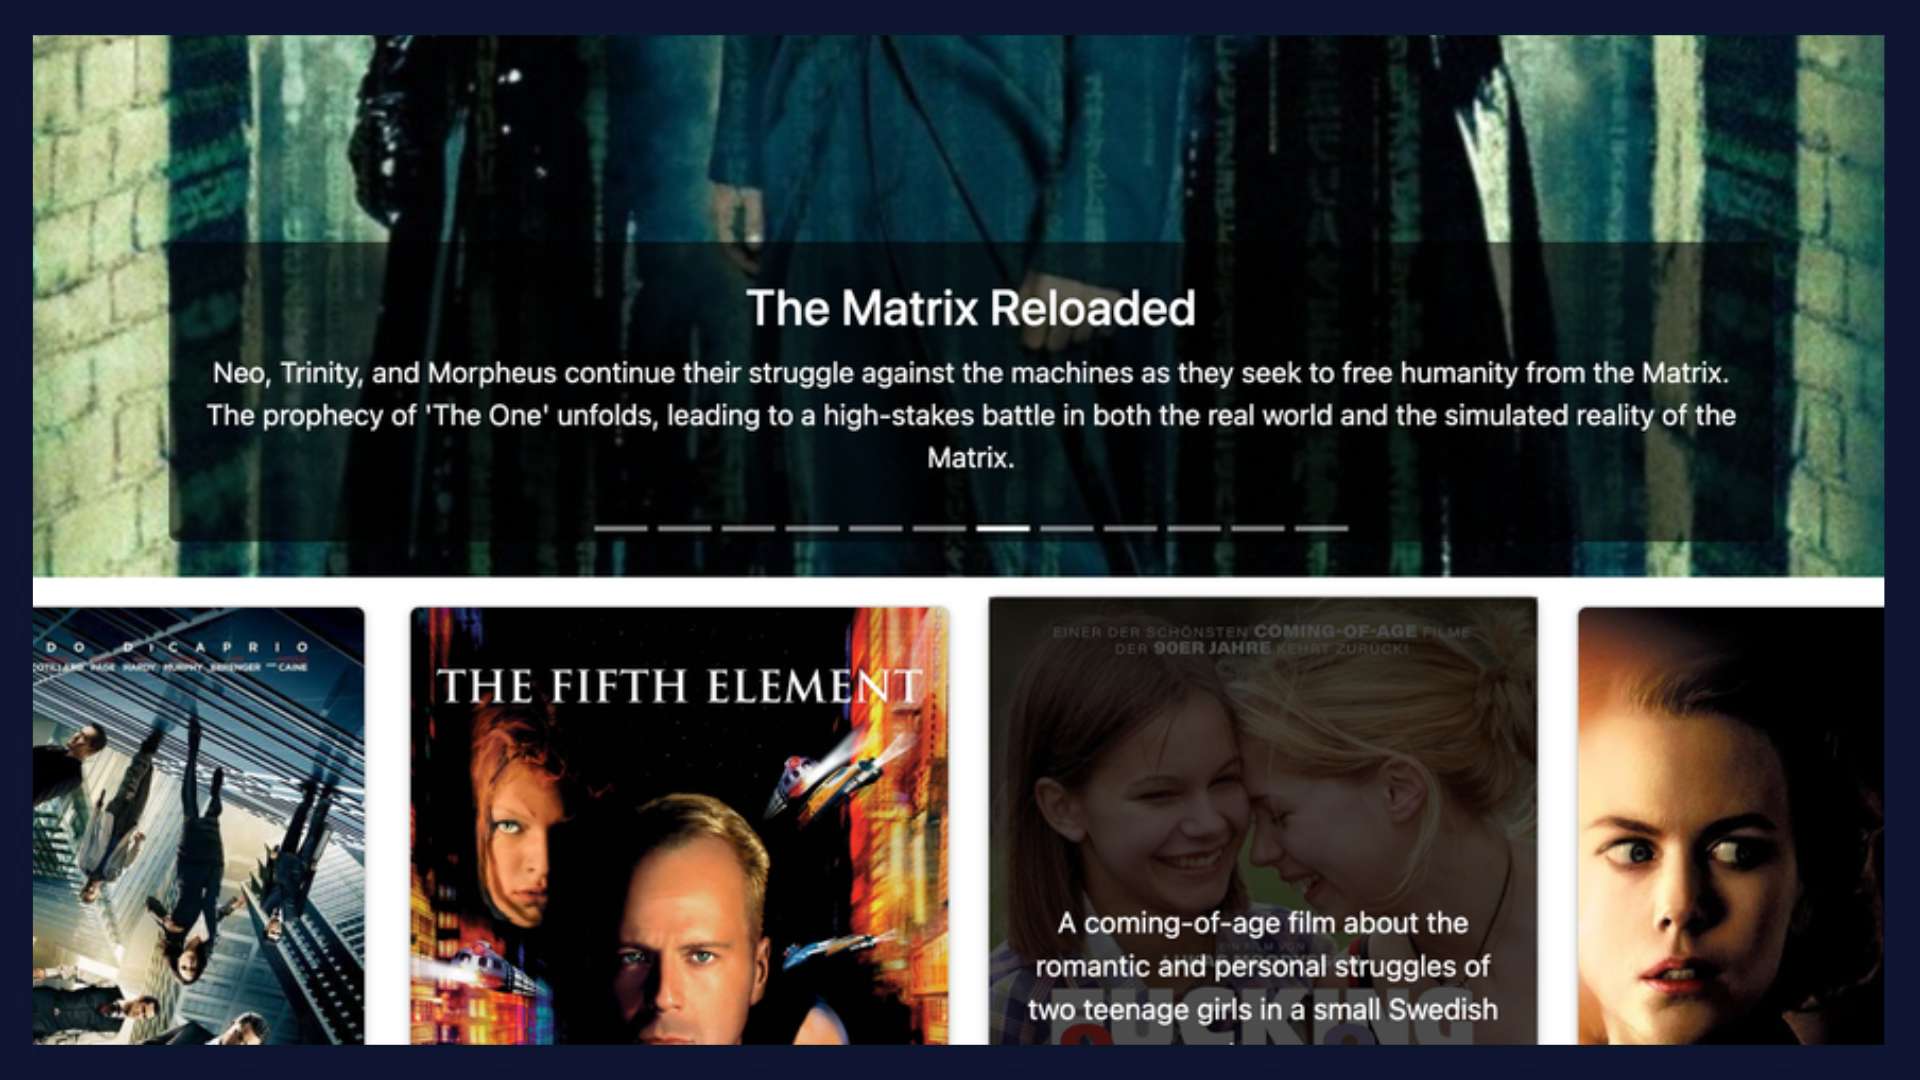 The Matrix Reloaded
Neo, Trinity, and Morpheus continue their struggle against the machines as they seek to free humanity from the Matrix.
The prophecy of 'The One' unfolds, leading to a high-stakes battle in both the real world and the simulated reality of the
Matrix.
DO DICAPRIO
PAGE HARDY MURPHY BERENGER CAINE
THE FIFTH ELEMENT
EINER DER SCHÖNSTEN COMING-OF-AGE FILME
DER 90ER JAHRE KEHRT ZURÜCK!
A coming-of-age film about the
EIN FILM VON
romantic and personal struggles of
two teenage girls in a small Swedish